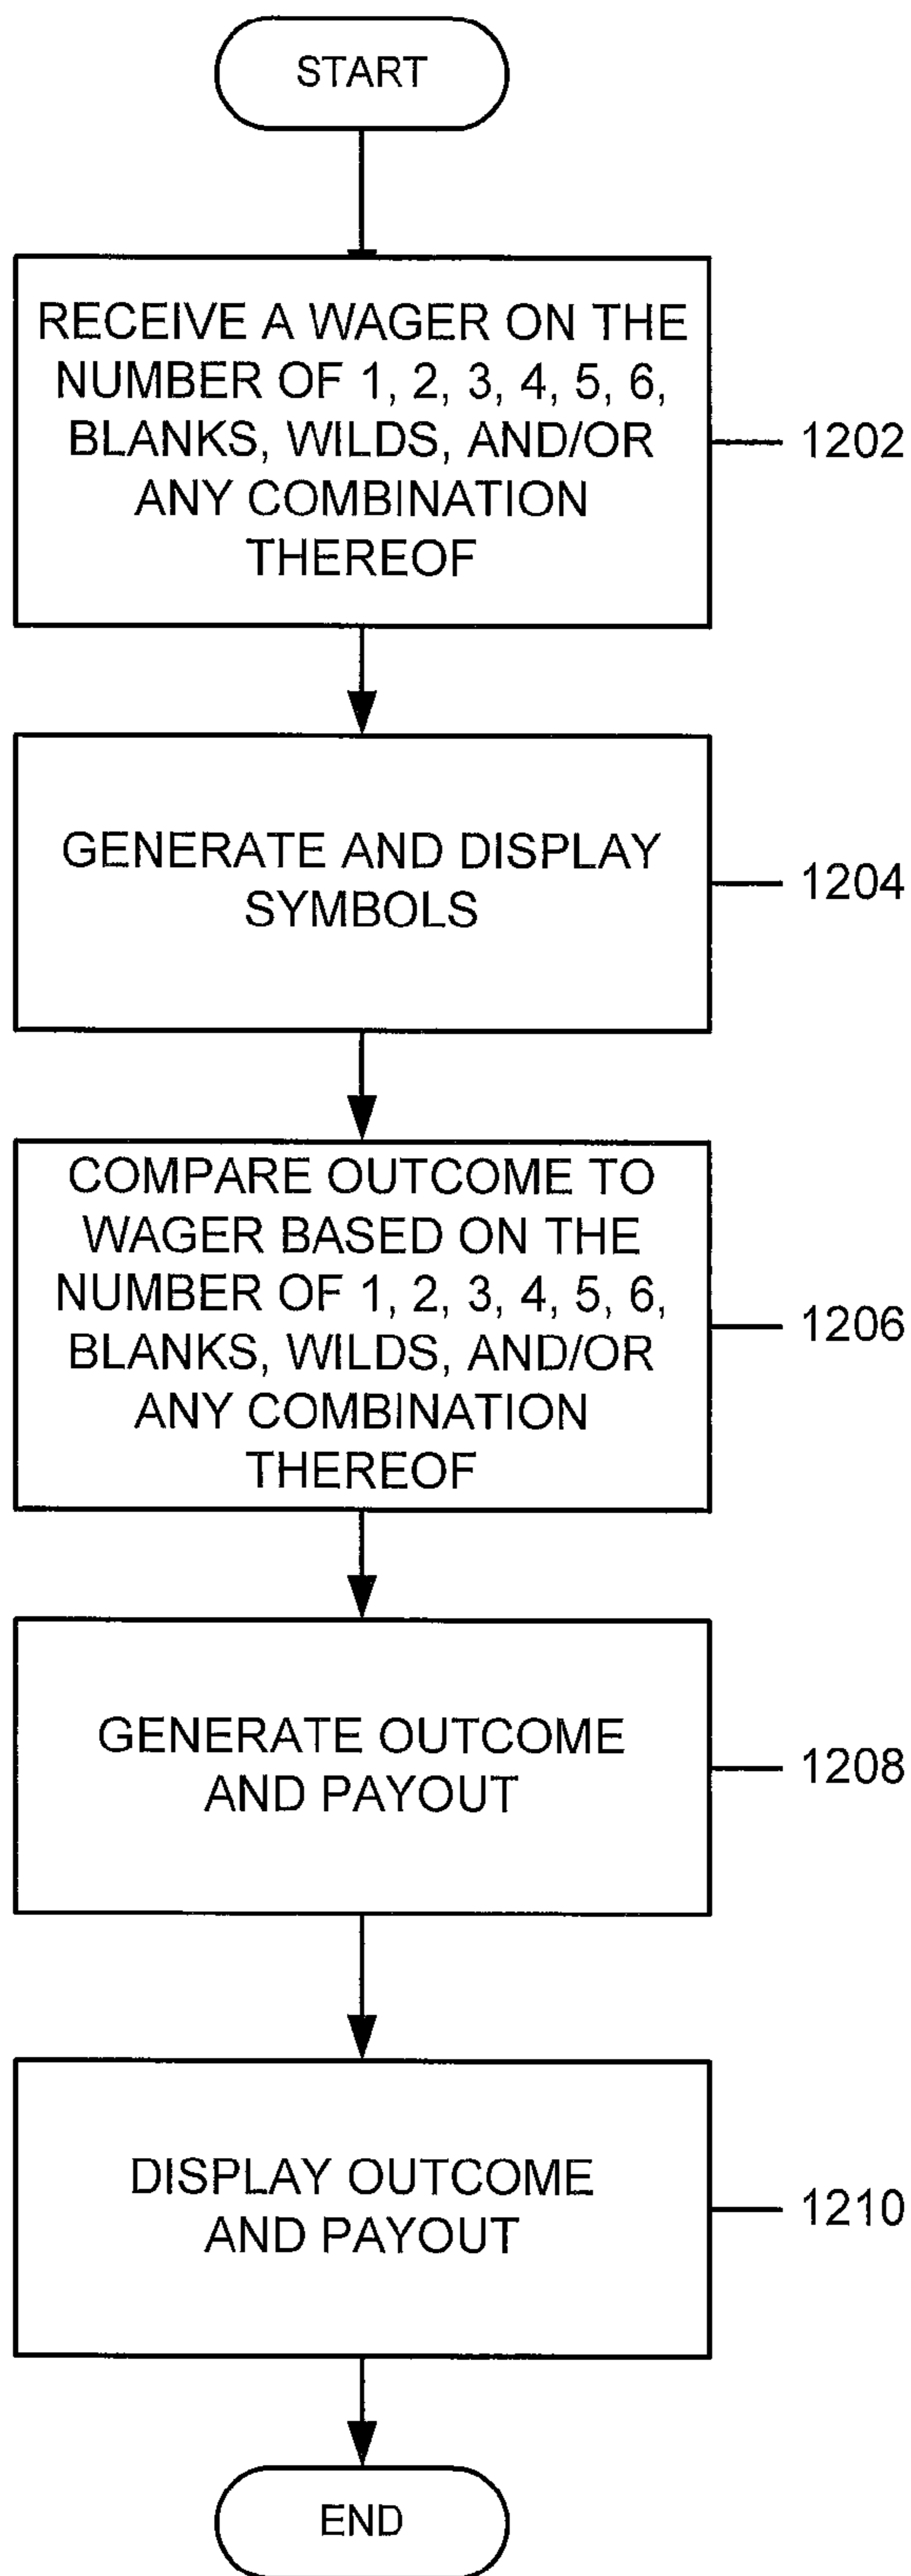 START
RECEIVE A WAGER ON THE
NUMBER OF 1, 2, 3, 4, 5, 6,
BLANKS, WILDS, AND/OR
ANY COMBINATION
THEREOF
1202
GENERATE AND DISPLAY
SYMBOLS
1204
COMPARE OUTCOME TO
WAGER BASED ON THE
NUMBER OF 1, 2, 3, 4, 5, 6,
BLANKS, WILDS, AND/OR
ANY COMBINATION
THEREOF
1206
GENERATE OUTCOME
AND PAYOUT
1208
DISPLAY OUTCOME
AND PAYOUT
1210
END